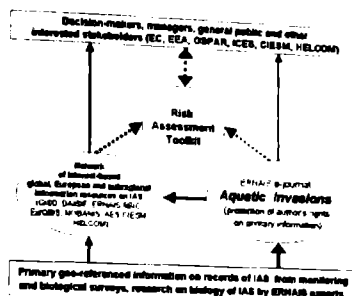 Decision-makers, managers, general public and other
interested stakeholders (EC, EEA, OSPAR, ICES, CIESM, HELCOM)
Risk
Assessment
Toolkit
Network
of Internet-based
global, European and subregional
information resources on IAS
HELCOM)
ERNAIS e-journal
Aquatic Invasions
(protection of author's rights
on primary information)
Primary geo-referenced information on records of IAS from monitoring
and biological surveys, research on biology of IAS by ERNAIS experts